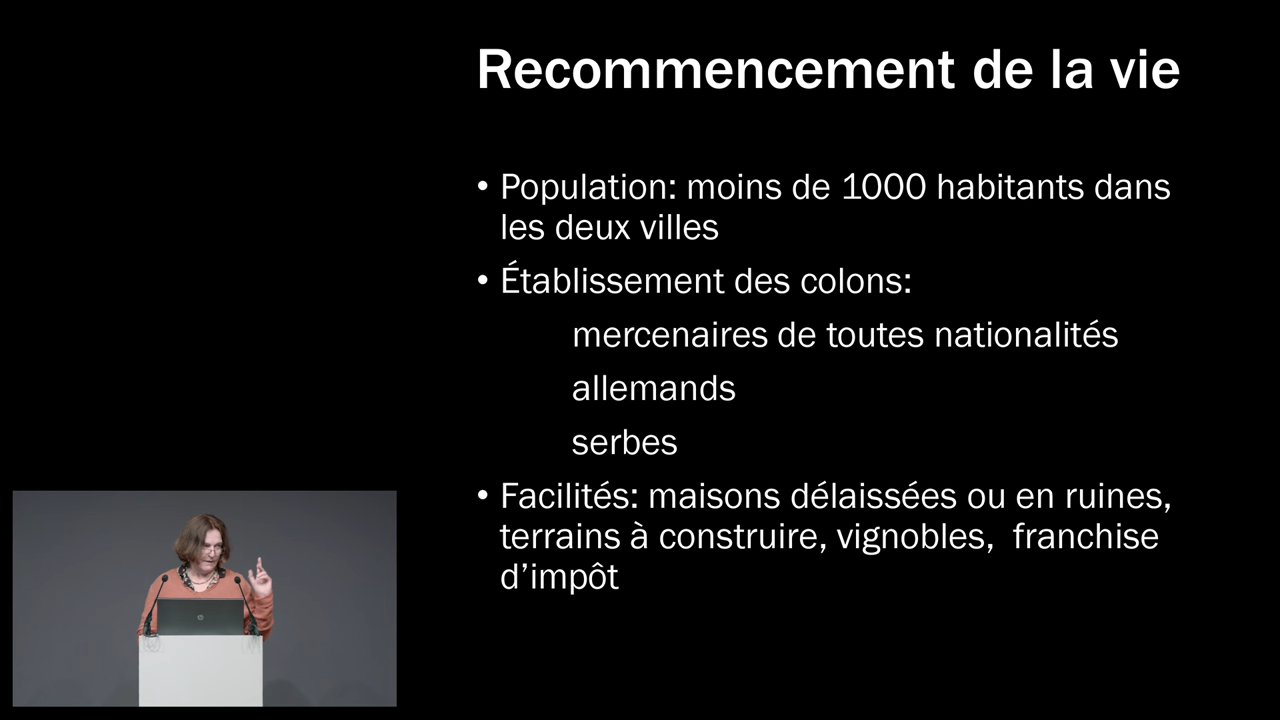 Recommencement de la vie
• Population: moins de 1000 habitants dans
les deux villes
• Établissement des colons:
mercenaires de toutes nationalités
allemands
serbes
• Facilités: maisons délaissées ou en ruines,
terrains à construire, vignobles,  franchise
d’impôt